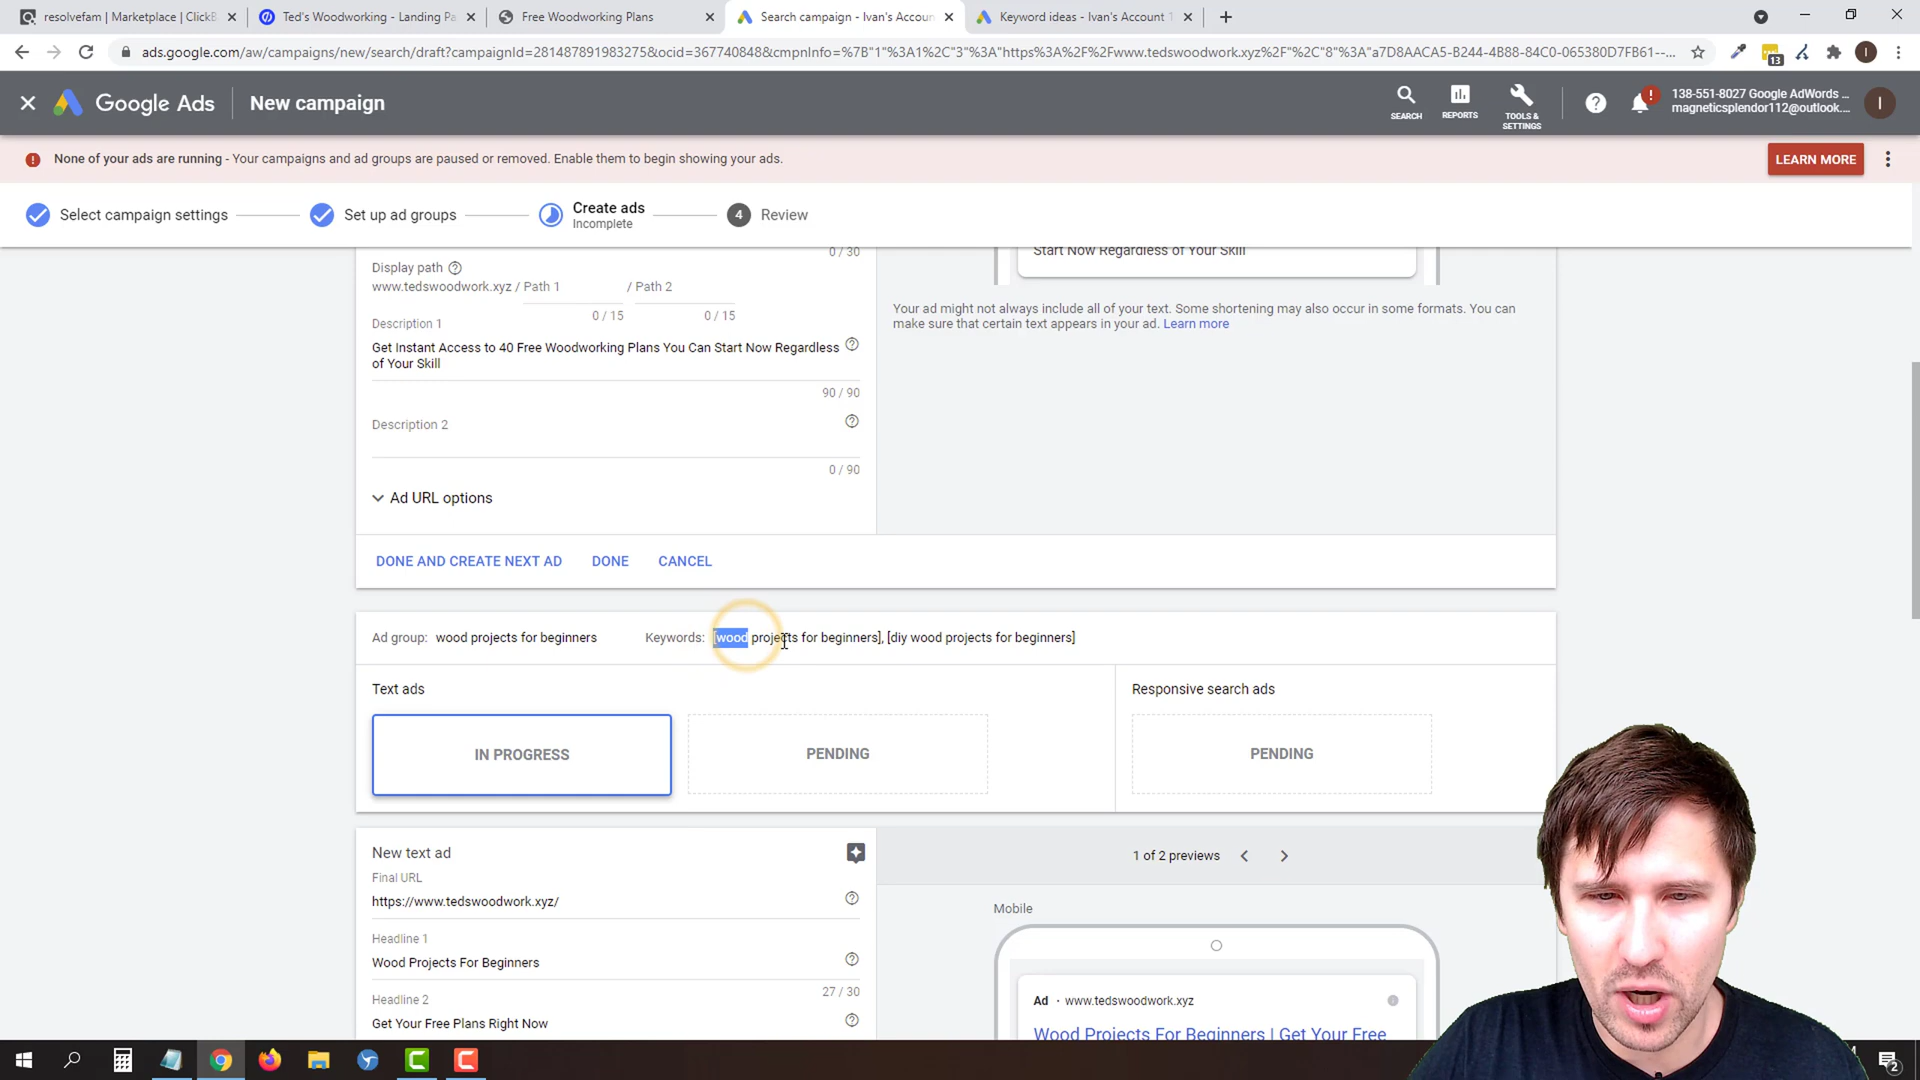 resolvefam | Marketplace | ClickB
Ted's Woodworking - Landing Pa
Free Woodworking Plans
Search campaign - Ivan's Accoun
Keyword ideas - Ivan's Account 1
ads.google.com/aw/campaigns/new/search/draft?campaignId=281487891983275&ocid=367740848&cmpnInfo=%7B"1"%3A1%2C"3"%3A"https%3A%2F%2Fwww.tedswoodwork.xyz%2F"%2C"8"%3A"a7D8AACA5-B244-4B88-84C0-065380D7FB61--...
13
I
Google Ads
New campaign
SEARCH
REPORTS
TOOLS & SETTINGS
138-551-8027 Google AdWords ...
magneticsplendor112@outlook....
I
None of your ads are running - Your campaigns and ad groups are paused or removed. Enable them to begin showing your ads.
LEARN MORE
Select campaign settings
Set up ad groups
Create ads
Incomplete
4
Review
0 / 30
Start Now Regardless of Your Skill
Display path
www.tedswoodwork.xyz / Path 1 / Path 2
0 / 15
0 / 15
Your ad might not always include all of your text. Some shortening may also occur in some formats. You can
make sure that certain text appears in your ad. Learn more
Description 1
Get Instant Access to 40 Free Woodworking Plans You Can Start Now Regardless
of Your Skill
90 / 90
Description 2
0 / 90
Ad URL options
DONE AND CREATE NEXT AD
DONE
CANCEL
Ad group: wood projects for beginners
Keywords: [wood projects for beginners], [diy wood projects for beginners]
Text ads
Responsive search ads
IN PROGRESS
PENDING
PENDING
New text ad
1 of 2 previews
Final URL
https://www.tedswoodwork.xyz/
Mobile
Headline 1
Wood Projects For Beginners
27 / 30
Headline 2
Get Your Free Plans Right Now
Ad · www.tedswoodwork.xyz
Wood Projects For Beginners | Get Your Free
2